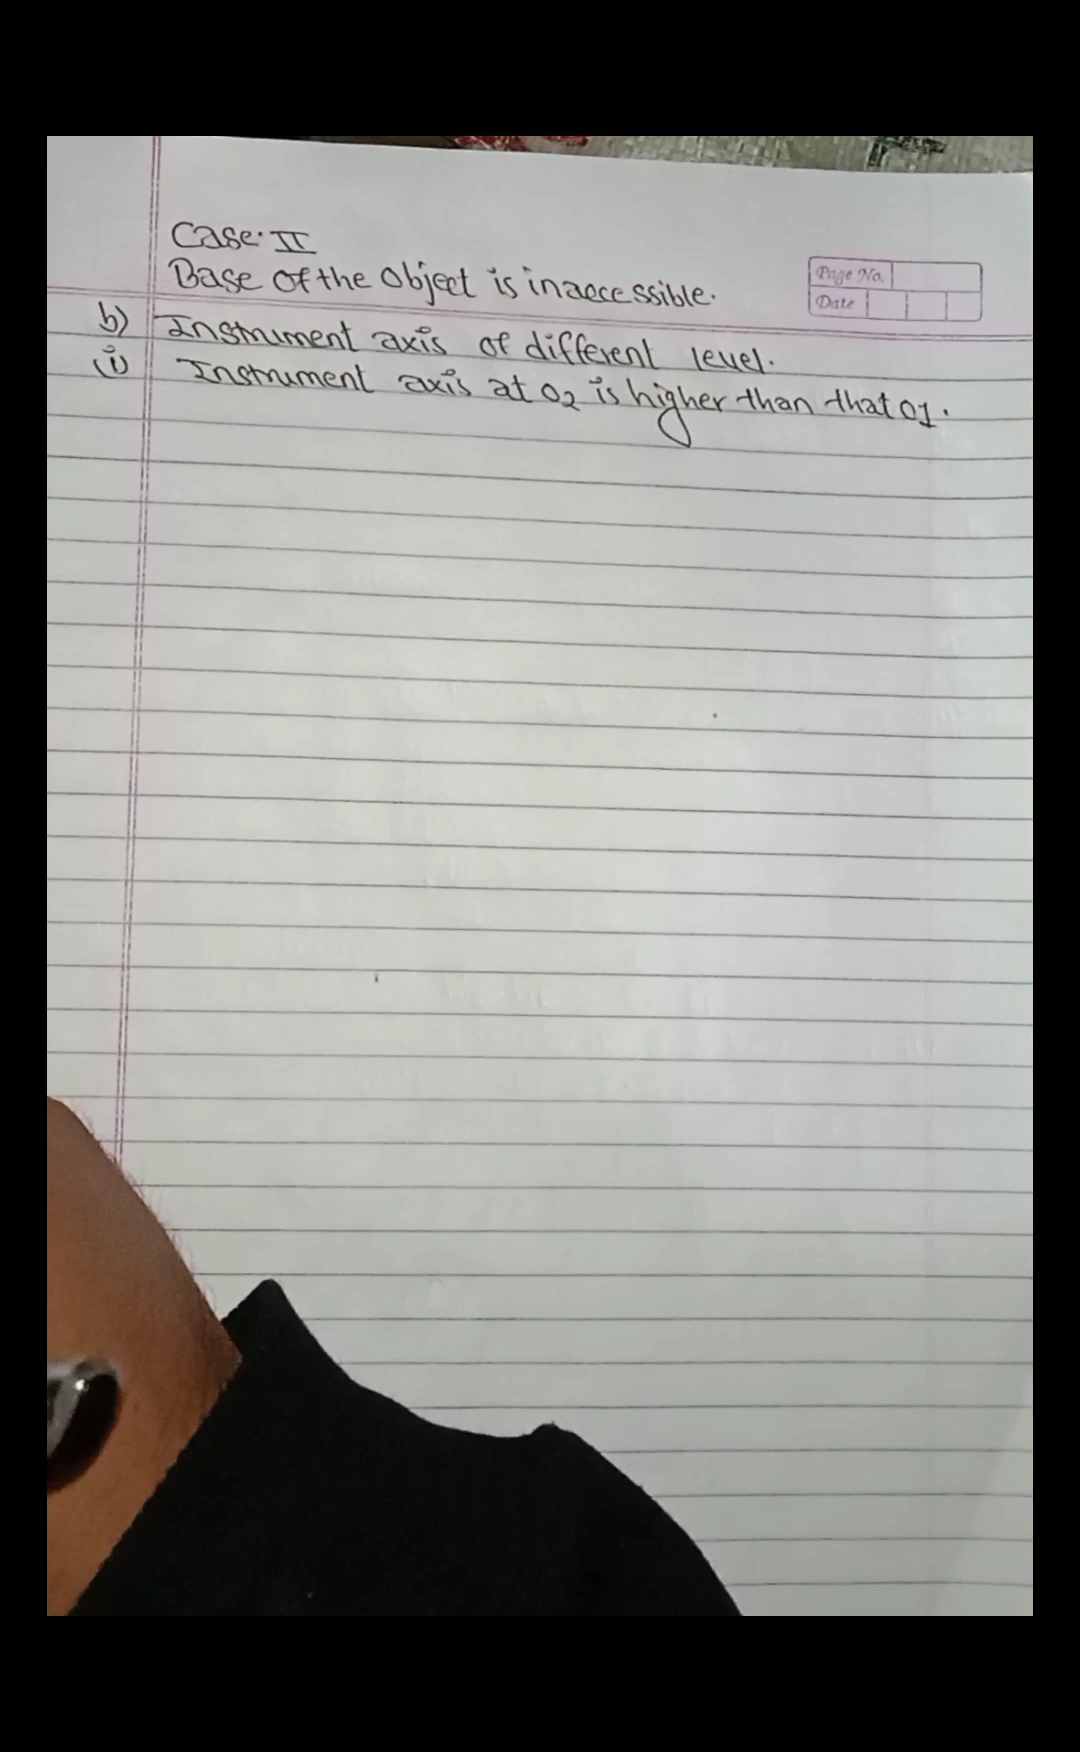 Case. II
Base of the Object is inaccessible.
Page No.
Date
b) Instrument axis of different level.
(i) Instrument axis at O2 is higher than that O1.